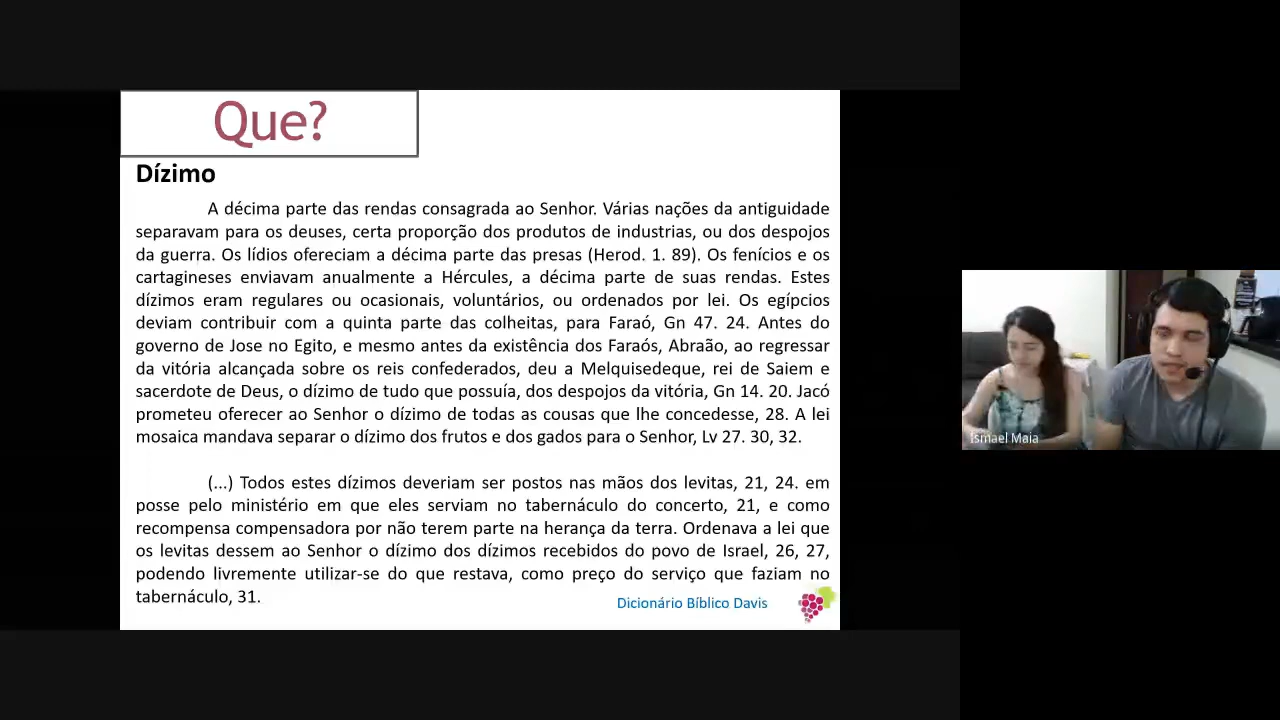 Que?
Dízimo
A décima parte das rendas consagrada ao Senhor. Várias nações da antiguidade
separavam para os deuses, certa proporção dos produtos de industrias, ou dos despojos
da guerra. Os lídios ofereciam a décima parte das presas (Herod. 1. 89). Os fenícios e os
cartagineses enviavam anualmente a Hércules, a décima parte de suas rendas. Estes
dízimos eram regulares ou ocasionais, voluntários, ou ordenados por lei. Os egípcios
deviam contribuir com a quinta parte das colheitas, para Faraó, Gn 47. 24. Antes do
governo de Jose no Egito, e mesmo antes da existência dos Faraós, Abraão, ao regressar
da vitória alcançada sobre os reis confederados, deu a Melquisedeque, rei de Saiem e
sacerdote de Deus, o dízimo de tudo que possuía, dos despojos da vitória, Gn 14. 20. Jacó
prometeu oferecer ao Senhor o dízimo de todas as cousas que lhe concedesse, 28. A lei
mosaica mandava separar o dízimo dos frutos e dos gados para o Senhor, Lv 27. 30, 32.
(...) Todos estes dízimos deveriam ser postos nas mãos dos levitas, 21, 24. em
posse pelo ministério em que eles serviam no tabernáculo do concerto, 21, e como
recompensa compensadora por não terem parte na herança da terra. Ordenava a lei que
os levitas dessem ao Senhor o dízimo dos dízimos recebidos do povo de Israel, 26, 27,
podendo livremente utilizar-se do que restava, como preço do serviço que faziam no
tabernáculo, 31.
Dicionário Bíblico Davis
Ismael Maia